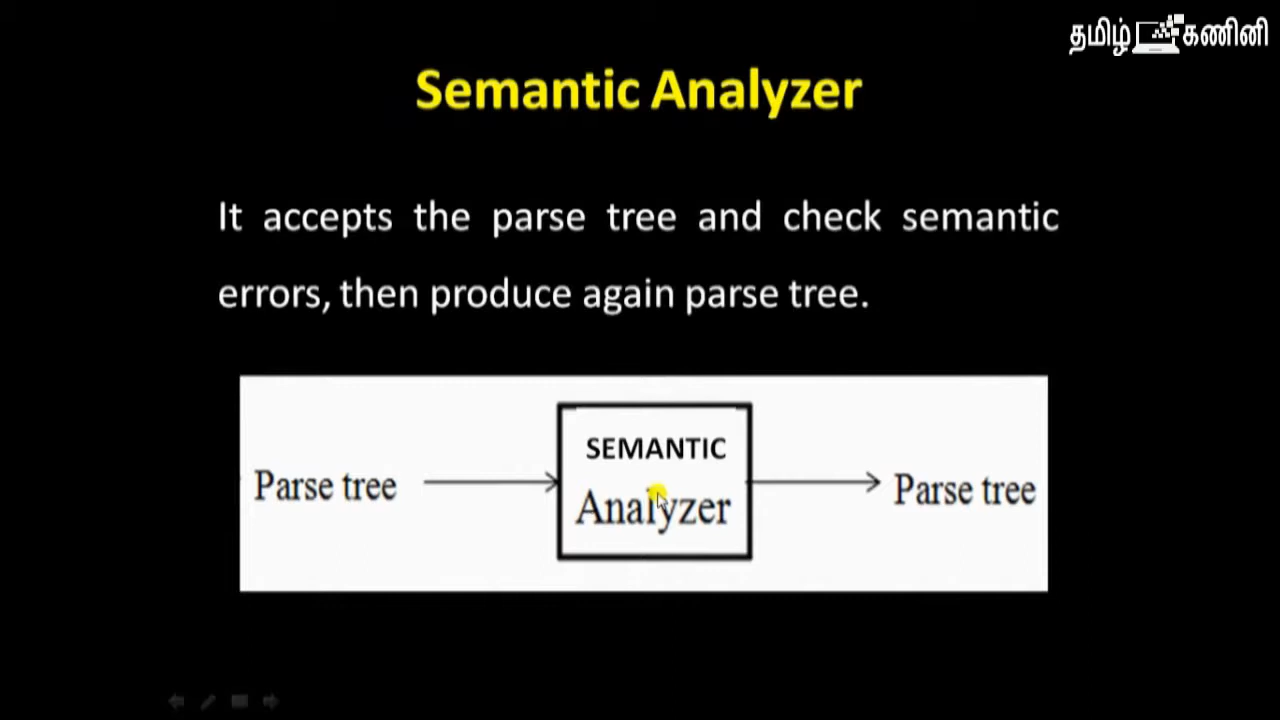 தமிழ் கணினி
Semantic Analyzer
It accepts the parse tree and check semantic
errors, then produce again parse tree.
SEMANTIC
Parse tree
Analyzer
Parse tree